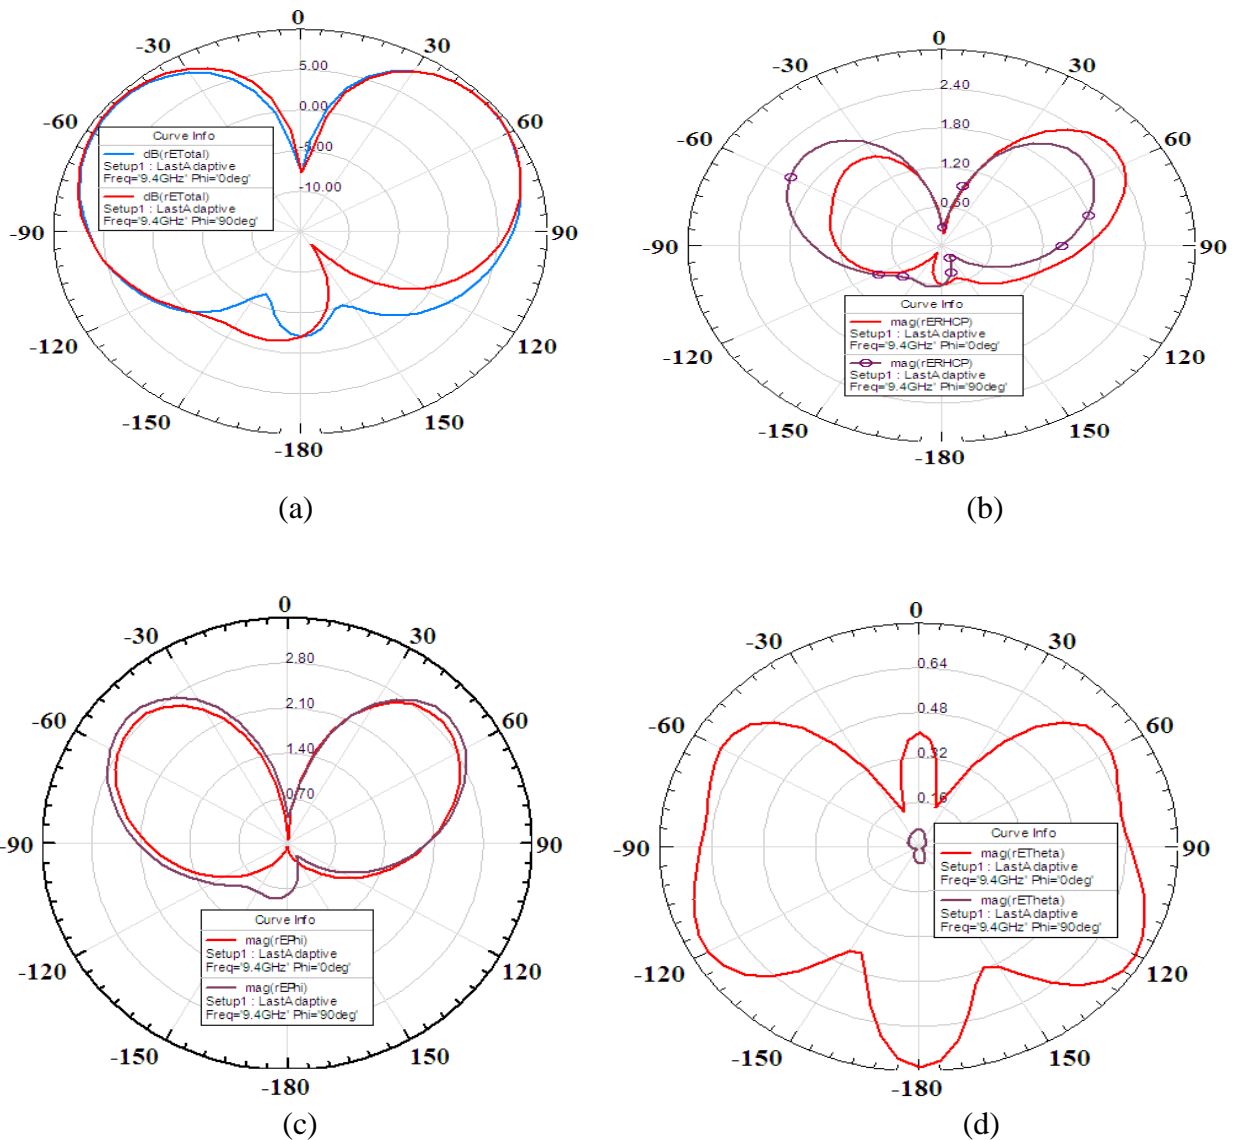 0
-30
30
5.00
0.00
-5.00
-10.00
-60
60
Curve Info
dB(rETotal)
Setup1 : LastAdaptive
Freq='9.4GHz' Phi='0deg'
dB(rETotal)
Setup1 : LastAdaptive
Freq='9.4GHz' Phi='90deg'
-90
90
-120
120
-150
150
-180
(a)
0
-30
30
2.40
1.80
1.20
0.60
-60
60
-90
90
Curve Info
mag(rERHCP)
Setup1 : LastAdaptive
Freq='9.4GHz' Phi='0deg'
mag(rERHCP)
Setup1 : LastAdaptive
Freq='9.4GHz' Phi='90deg'
-120
120
-150
150
-180
(b)
0
-30
30
2.80
2.10
1.40
0.70
-60
60
-90
90
Curve Info
mag(rEPhi)
Setup1 : LastAdaptive
Freq='9.4GHz' Phi='0deg'
mag(rEPhi)
Setup1 : LastAdaptive
Freq='9.4GHz' Phi='90deg'
-120
120
-150
150
-180
(c)
0
-30
30
0.64
0.48
0.32
0.16
-60
60
-90
90
Curve Info
mag(rETheta)
Setup1 : LastAdaptive
Freq='9.4GHz' Phi='0deg'
mag(rETheta)
Setup1 : LastAdaptive
Freq='9.4GHz' Phi='90deg'
-120
120
-150
150
-180
(d)